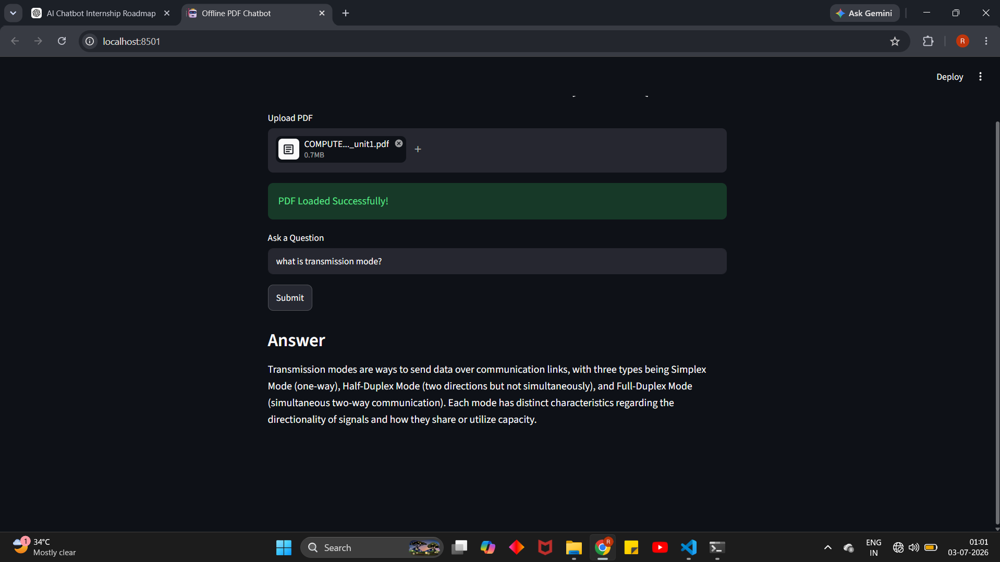 AI Chatbot Internship Roadmap
Offline PDF Chatbot
Ask Gemini
localhost:8501
R
Deploy
Upload PDF
COMPUTE..._unit1.pdf
0.7MB
PDF Loaded Successfully!
Ask a Question
what is transmission mode?
Submit
Answer
Transmission modes are ways to send data over communication links, with three types being Simplex
Mode (one-way), Half-Duplex Mode (two directions but not simultaneously), and Full-Duplex Mode
(simultaneous two-way communication). Each mode has distinct characteristics regarding the
directionality of signals and how they share or utilize capacity.
1
34°C
Mostly clear
Search
R
ENG
IN
01:01
03-07-2026